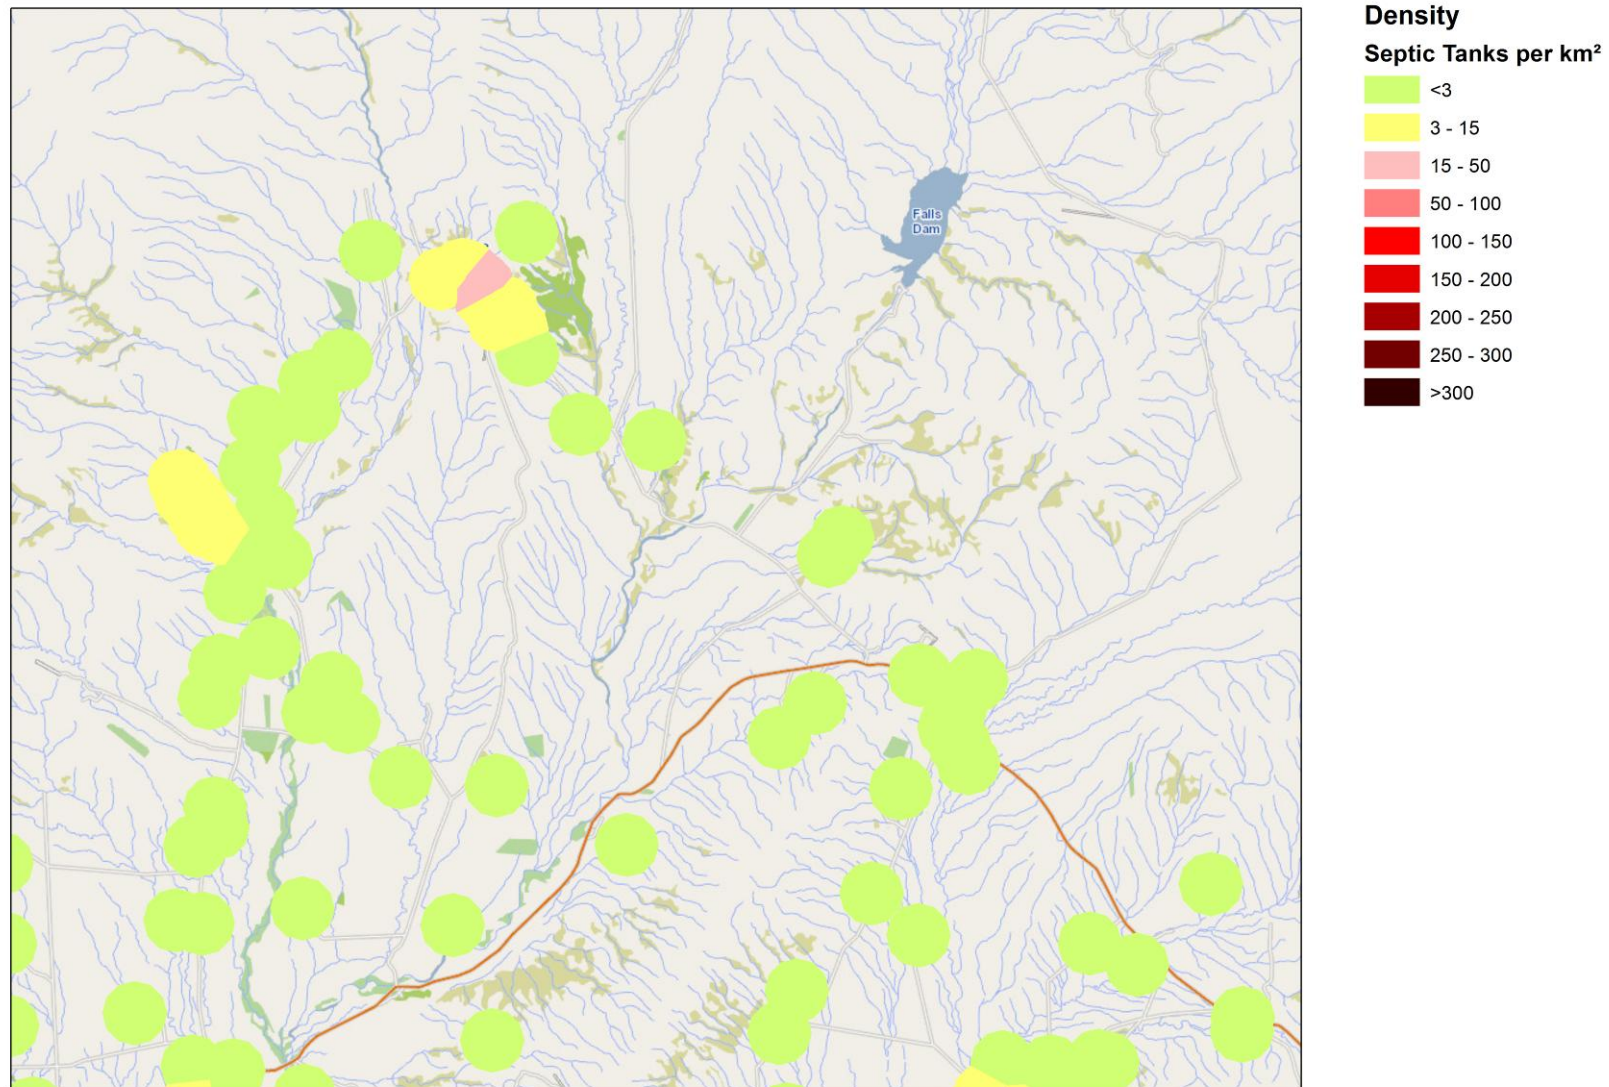 Density
Septic Tanks per km²
<3
3 - 15
15 - 50
50 - 100
100 - 150
150 - 200
200 - 250
250 - 300
>300
Falls
Dam